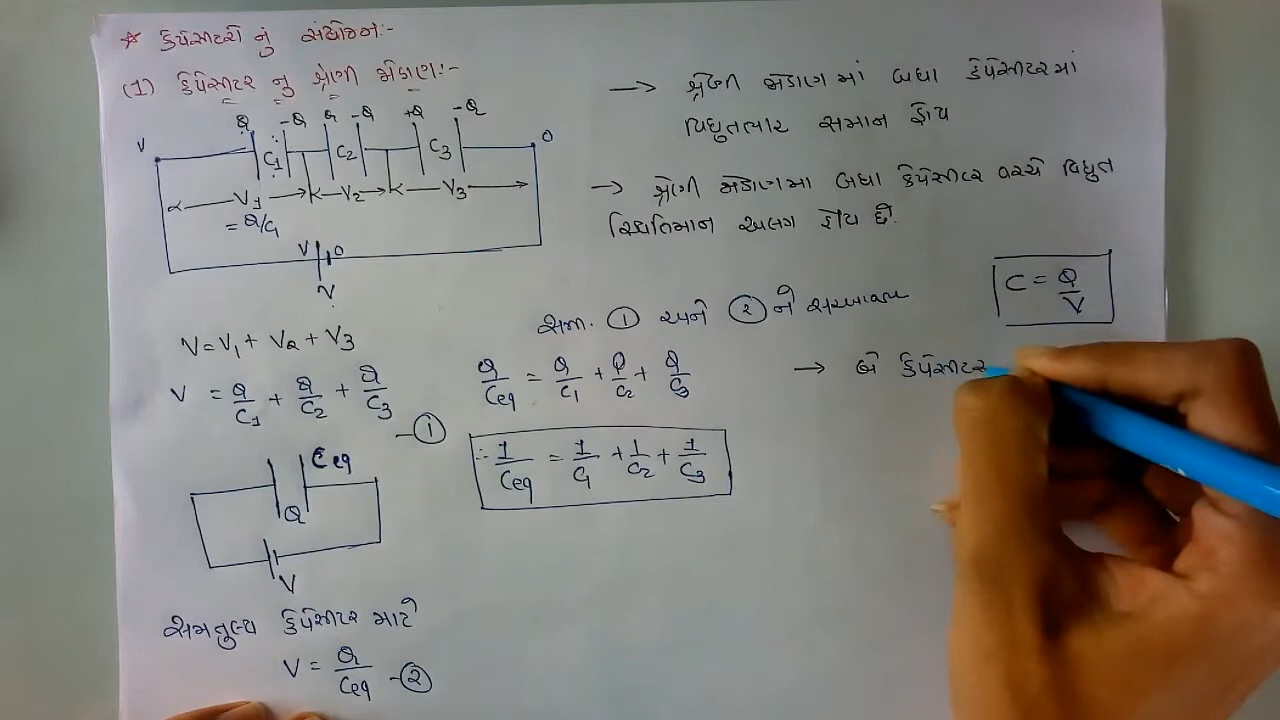 * કેપેસીટરો નું સંયોજન:-
(1) કેપેસીટર નુ શ્રેણી જોડાણ:-
Q -Q Q -Q +Q -Q
V C1 C2 C3 0
V1 V2 V3
= Q/C1
V 0
V
→ શ્રેણી જોડાણ માં બધા કેપેસીટરમાં
વિદ્યુતભાર સમાન હોય
→ શ્રેણી જોડાણમા બધા કેપેસીટર વચ્ચે વિદ્યુત
સ્થિતિમાન અલગ હોય છે.
C = Q/V
V = V1 + V2 + V3
V = Q/C1 + Q/C2 + Q/C3 -①
Ceq
Q
V
સમતુલ્ય કેપેસીટર માટે
V = Q/Ceq -②
સમી. ① અને ② ને સરખાવતા
Q/Ceq = Q/C1 + Q/C2 + Q/C3
∴ 1/Ceq = 1/C1 + 1/C2 + 1/C3
→ બે કેપેસીટર